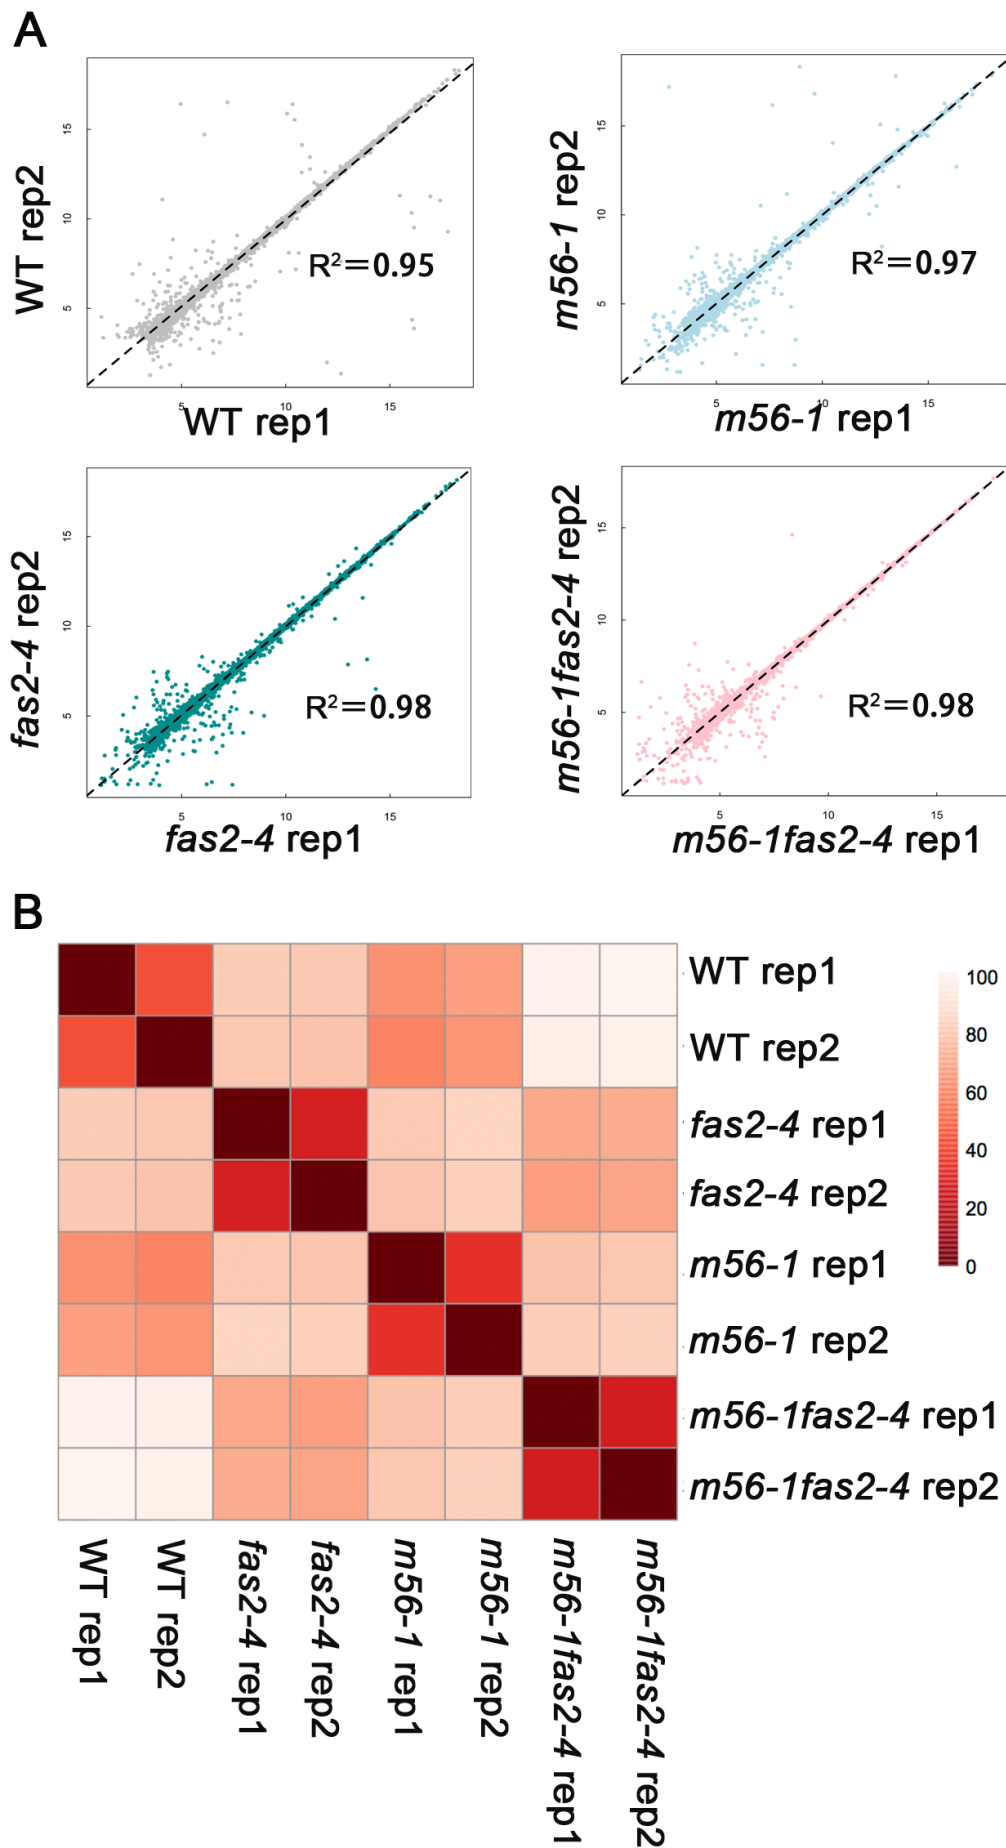 A
WT rep2
15
10
5
R²=0.95
5 10 15
WT rep1
m56-1 rep2
15
10
5
R²=0.97
5 10 15
m56-1 rep1
fas2-4 rep2
15
10
5
R²=0.98
5 10 15
fas2-4 rep1
m56-1fas2-4 rep2
15
10
5
R²=0.98
5 10 15
m56-1fas2-4 rep1
B
WT rep1
WT rep2
fas2-4 rep1
fas2-4 rep2
m56-1 rep1
m56-1 rep2
m56-1fas2-4 rep1
m56-1fas2-4 rep2
100
80
60
40
20
0
WT rep1
WT rep2
fas2-4 rep1
fas2-4 rep2
m56-1 rep1
m56-1 rep2
m56-1fas2-4 rep1
m56-1fas2-4 rep2